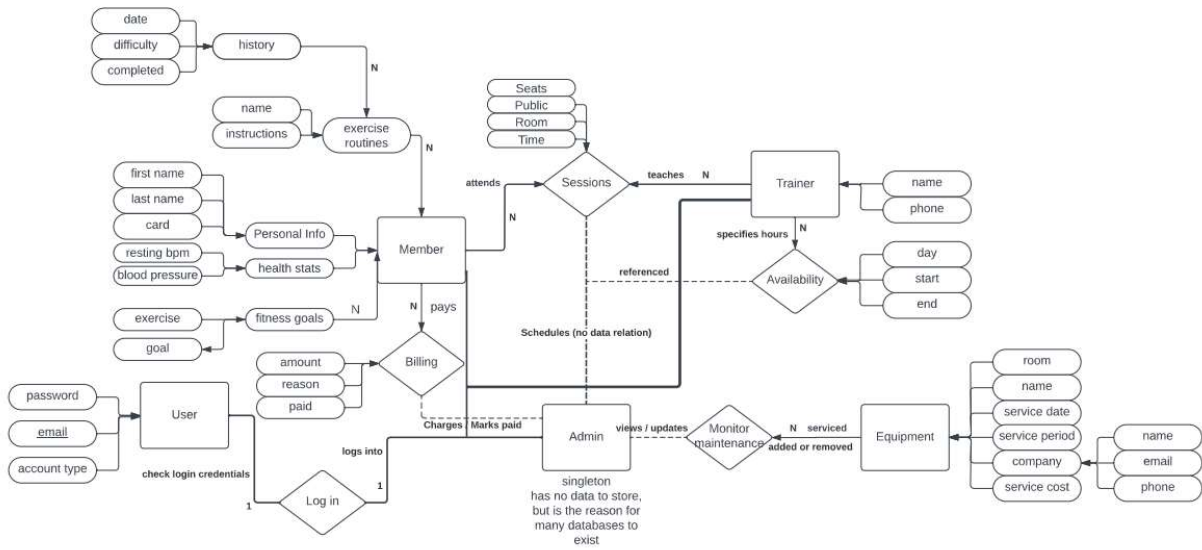 date
difficulty
completed
history
N
name
instructions
exercise
routines
N
first name
last name
card
Personal Info
resting bpm
blood pressure
health stats
exercise
goal
fitness goals
N
Member
attends
N
Seats
Public
Room
Time
Sessions
teaches N
Trainer
name
phone
specifies hours
N
Availability
day
start
end
referenced
Schedules (no data relation)
N
pays
Billing
amount
reason
paid
Charges / Marks paid
password
email
account type
User
check login credentials
1
Log in
1
logs into
Admin
singleton
has no data to store,
but is the reason for
many databases to
exist
views / updates
Monitor
maintenance
N serviced
added or removed
Equipment
room
name
service date
service period
company
service cost
name
email
phone